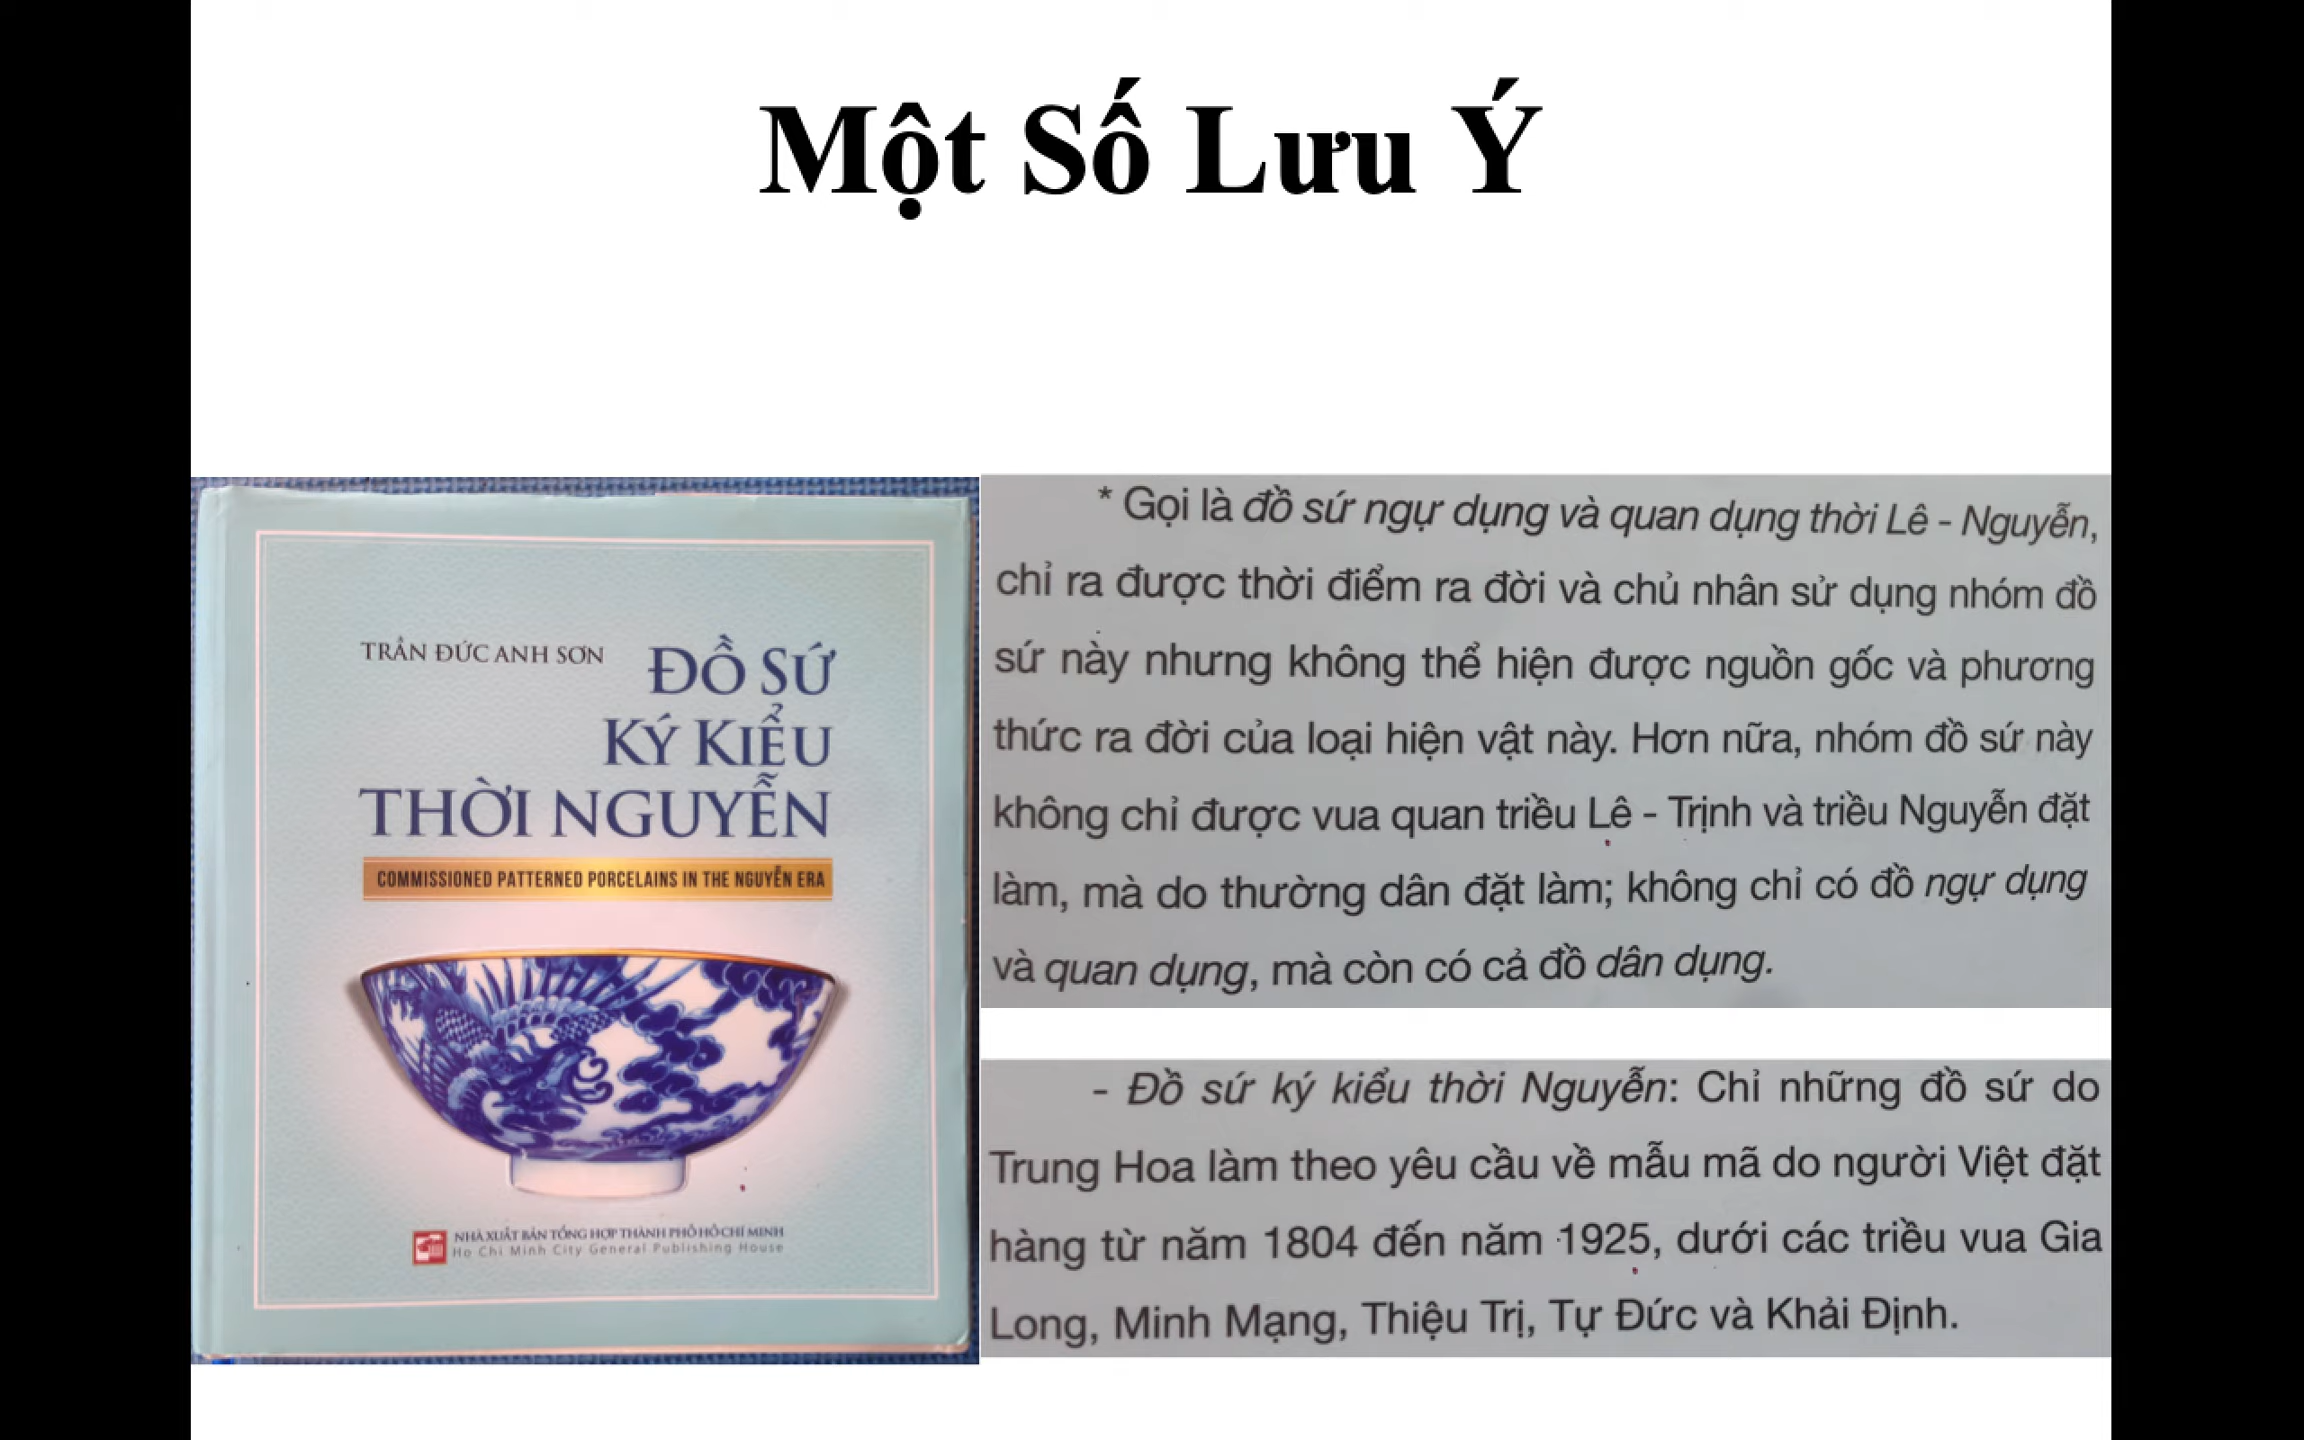 Một Số Lưu Ý
TRẦN ĐỨC ANH SƠN
ĐỒ SỨ
KÝ KIỂU
THỜI NGUYỄN
COMMISSIONED PATTERNED PORCELAINS IN THE NGUYỄN ERA
NHÀ XUẤT BẢN TỔNG HỢP THÀNH PHỐ HỒ CHÍ MINH
Ho Chi Minh City General Publishing House
* Gọi là đồ sứ ngự dụng và quan dụng thời Lê - Nguyễn,
chỉ ra được thời điểm ra đời và chủ nhân sử dụng nhóm đồ
sứ này nhưng không thể hiện được nguồn gốc và phương
thức ra đời của loại hiện vật này. Hơn nữa, nhóm đồ sứ này
không chỉ được vua quan triều Lê - Trịnh và triều Nguyễn đặt
làm, mà do thường dân đặt làm; không chỉ có đồ ngự dụng
và quan dụng, mà còn có cả đồ dân dụng.
- Đồ sứ ký kiểu thời Nguyễn: Chỉ những đồ sứ do
Trung Hoa làm theo yêu cầu về mẫu mã do người Việt đặt
hàng từ năm 1804 đến năm 1925, dưới các triều vua Gia
Long, Minh Mạng, Thiệu Trị, Tự Đức và Khải Định.